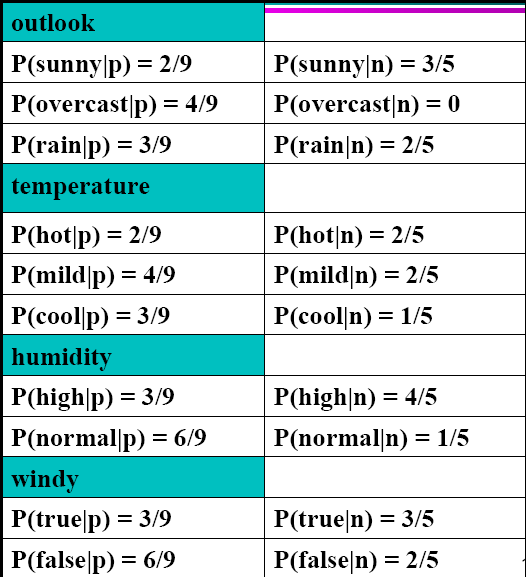 outlook
P(sunny|p) = 2/9 P(sunny|n) = 3/5
P(overcast|p) = 4/9 P(overcast|n) = 0
P(rain|p) = 3/9 P(rain|n) = 2/5
temperature
P(hot|p) = 2/9 P(hot|n) = 2/5
P(mild|p) = 4/9 P(mild|n) = 2/5
P(cool|p) = 3/9 P(cool|n) = 1/5
humidity
P(high|p) = 3/9 P(high|n) = 4/5
P(normal|p) = 6/9 P(normal|n) = 1/5
windy
P(true|p) = 3/9 P(true|n) = 3/5
P(false|p) = 6/9 P(false|n) = 2/5